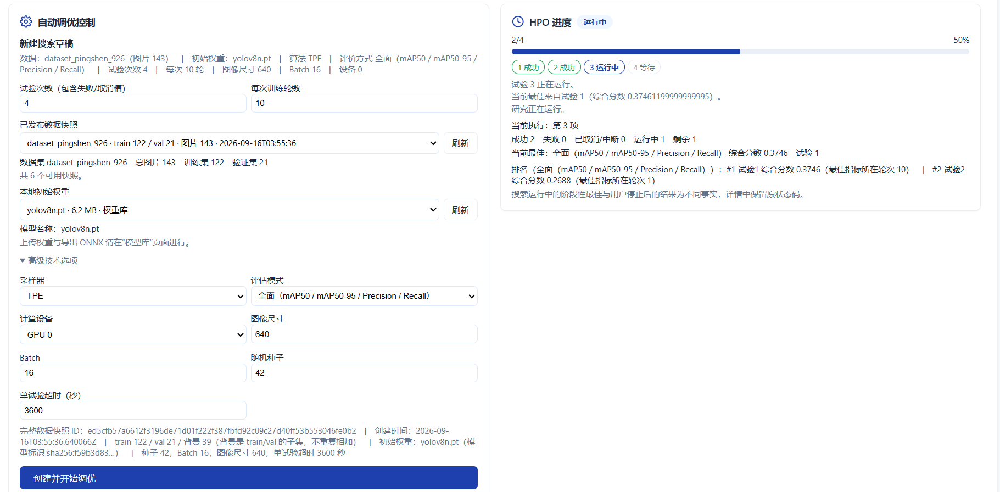 自动调优控制
新建搜索草稿
数据：dataset_pingshen_926（图片 143） | 初始权重：yolov8n.pt | 算法 TPE | 评价方式 全面（mAP50 / mAP50-95 /
Precision / Recall） | 试验次数 4 | 每次 10 轮 | 图像尺寸 640 | Batch 16 | 设备 0
试验次数（包含失败/取消槽）
每次训练轮数
4
10
已发布数据快照
dataset_pingshen_926 · train 122 / val 21 · 图片 143 · 2026-09-16T03:55:36
刷新
数据集 dataset_pingshen_926 总图片 143 训练集 122 验证集 21
共 6 个可用快照。
本地初始权重
yolov8n.pt · 6.2 MB · 权重库
刷新
模型名称：yolov8n.pt
上传权重与导出 ONNX 请在“模型库”页面进行。
▼ 高级技术选项
采样器
评估模式
TPE
全面（mAP50 / mAP50-95 / Precision / Recall）
计算设备
图像尺寸
GPU 0
640
Batch
随机种子
16
42
单试验超时（秒）
3600
完整数据快照 ID：ed5cfb57a6612f3196de71d01f222f387fbfd92c09c27d40ff53b553046fe0b2 | 创建时间：2026-09-
16T03:55:36.640066Z | train 122 / val 21 / 背景 39（背景是 train/val 的子集，不重复相加） | 初始权重：yolov8n.pt（模
型标识 sha256:f59b3d83...） | 种子 42，Batch 16，图像尺寸 640，单试验超时 3600 秒
创建并开始调优
HPO 进度 运行中
2/4 50%
1 成功 2 成功 3 运行中 4 等待
试验 3 正在运行。
当前最佳来自试验 1（综合分数 0.37461199999999995）。
研究正在运行。
当前执行：第 3 项
成功 2 失败 0 已取消/中断 0 运行中 1 剩余 1
当前最佳：全面（mAP50 / mAP50-95 / Precision / Recall） 综合分数 0.3746 试验 1
排名（全面（mAP50 / mAP50-95 / Precision / Recall））：#1 试验1 综合分数 0.3746（最佳指标所在轮次 10） | #2 试验2
综合分数 0.2688（最佳指标所在轮次 1）
搜索运行中的阶段性最佳与用户停止后的结果为不同事实，详情中保留原状态码。